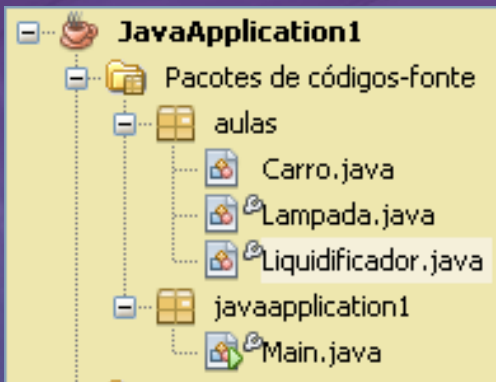 JavaApplication1
Pacotes de códigos-fonte
aulas
Carro.java
Lampada.java
Liquidificador.java
javaapplication1
Main.java